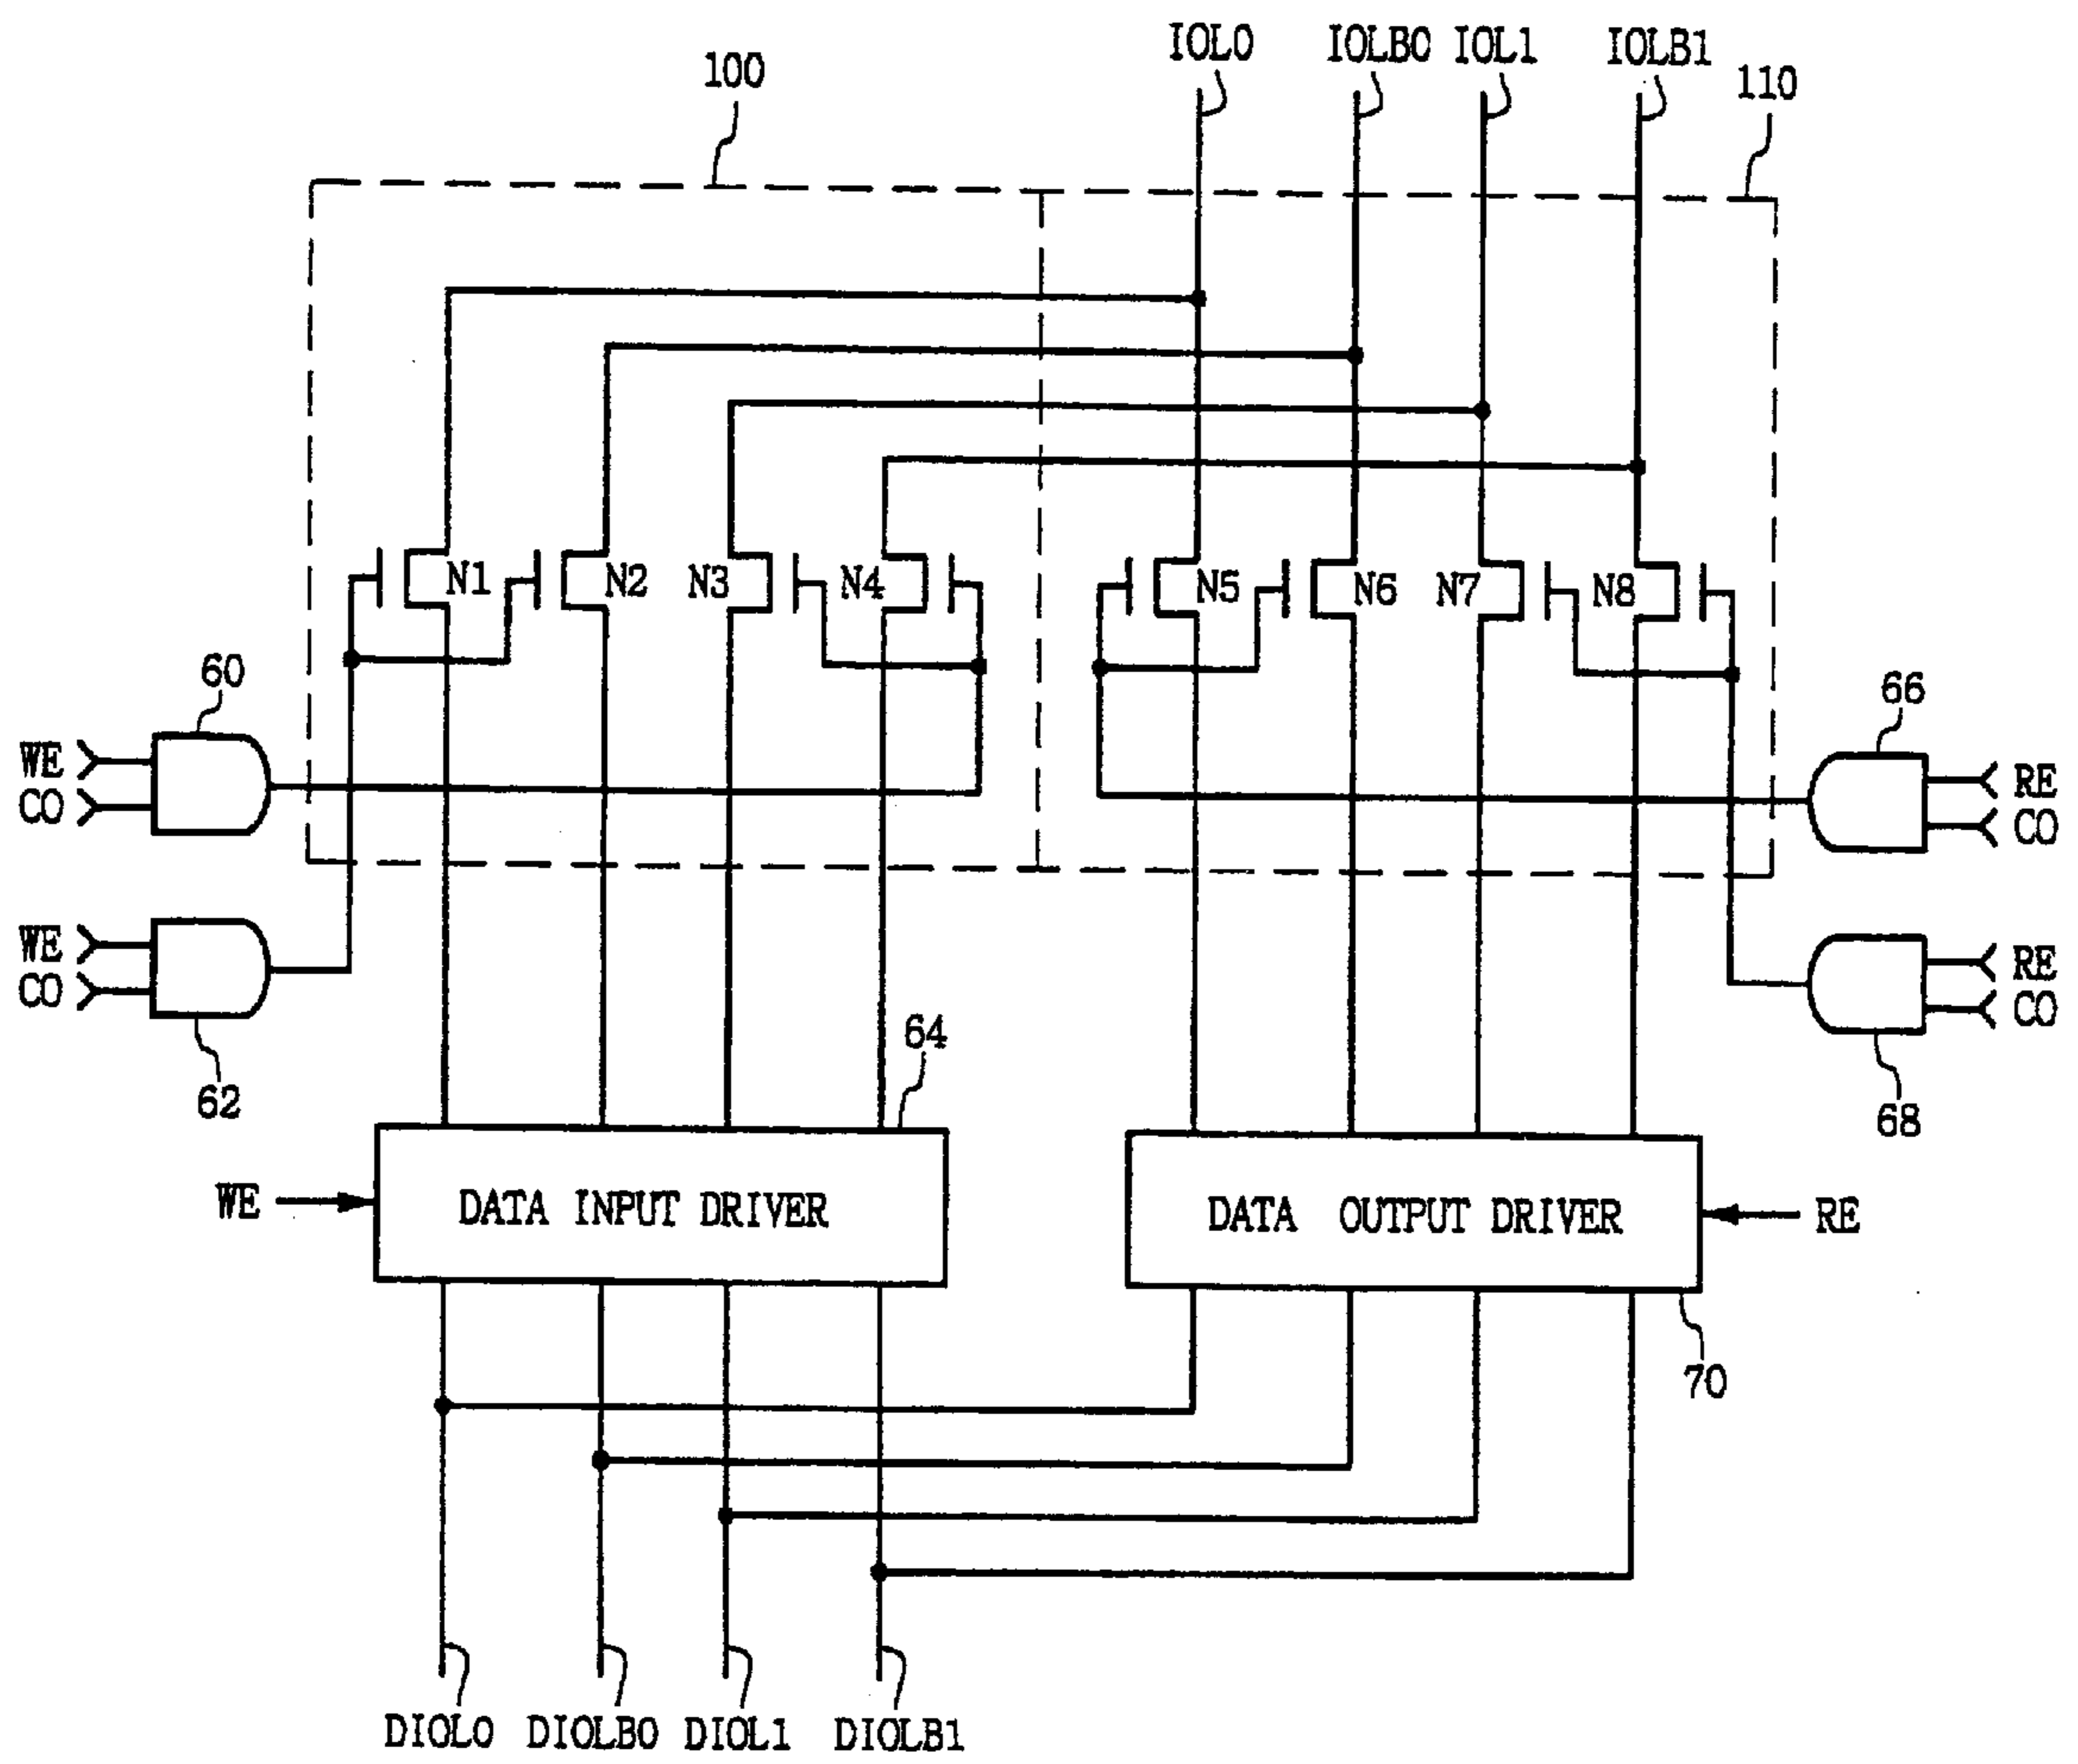 IOL0 IOLB0 IOL1 IOLB1
100 110
N1 N2 N3 N4 N5 N6 N7 N8
60 66
WE RE
CO CO
WE RE
CO CO
62 64 68
WE DATA INPUT DRIVER DATA OUTPUT DRIVER RE
70
DIOL0 DIOLB0 DIOL1 DIOLB1